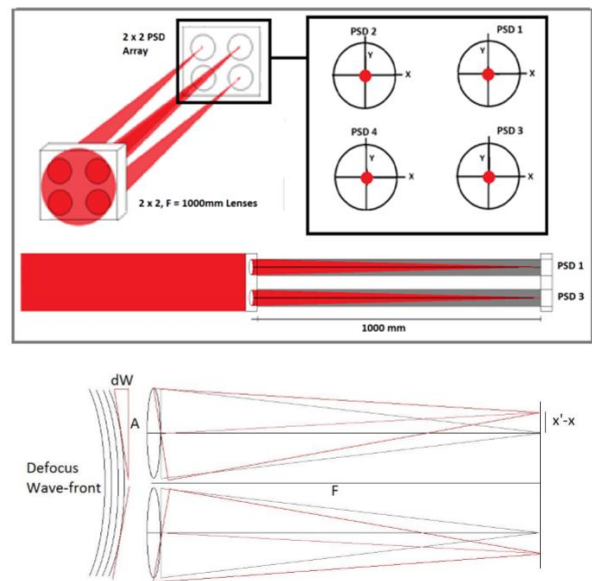 2 x 2 PSD
Array
PSD 2
PSD 1
Y
X
Y
X
PSD 4
PSD 3
Y
X
Y
X
2 x 2, F = 1000mm Lenses
PSD 1
PSD 3
1000 mm
dW
A
x'-x
Defocus
Wave-front
F